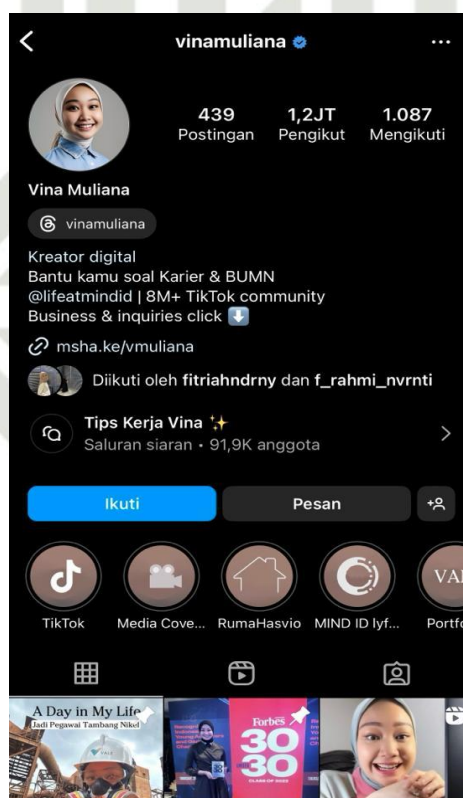 vinamuliana
439 1,2JT 1.087
Postingan Pengikut Mengikuti
Vina Muliana
vinamuliana
Kreator digital
Bantu kamu soal Karier & BUMN
@lifeatmindid | 8M+ TikTok community
Business & inquiries click ⬇️
msha.ke/vmuliana
Diikuti oleh fitriahndrny dan f_rahmi_nvrnti
Tips Kerja Vina ✨
Saluran siaran • 91,9K anggota
Ikuti Pesan
VAL
TikTok Media Cove... RumaHasvio MIND ID lyf... Portfo
A Day in My Life
Jadi Pegawai Tambang Nikel
VALE
Forbes
30
30